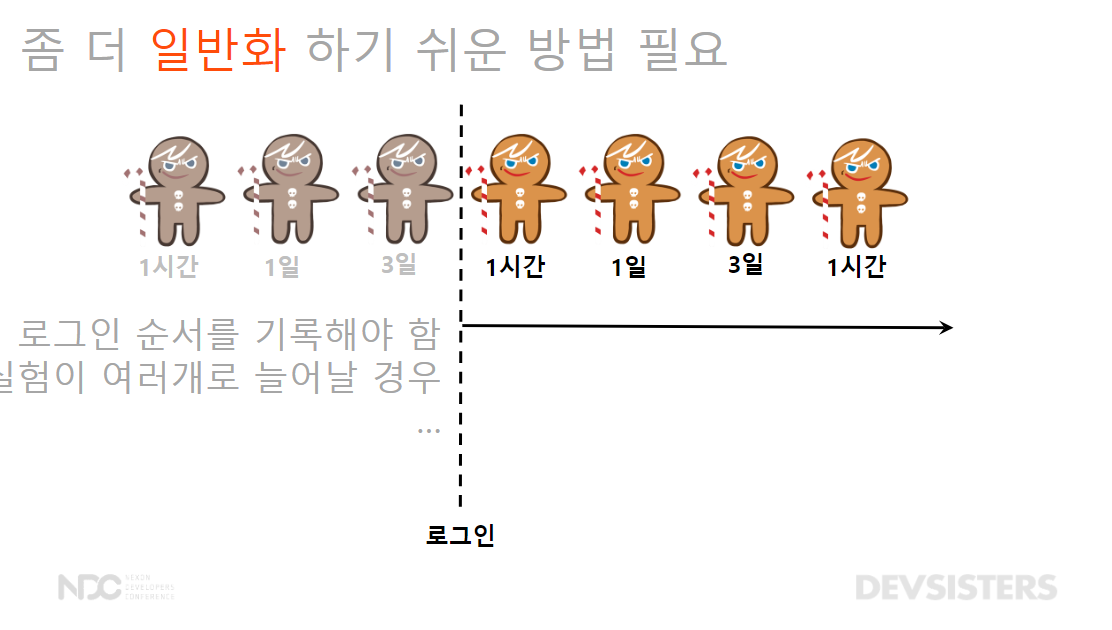 좀 더 일반화 하기 쉬운 방법 필요
1시간 1일 3일 1시간 1일 3일 1시간
로그인 순서를 기록해야 함
실험이 여러개로 늘어날 경우
...
로그인
NDC NEXON DEVELOPERS CONFERENCE
DEVSISTERS